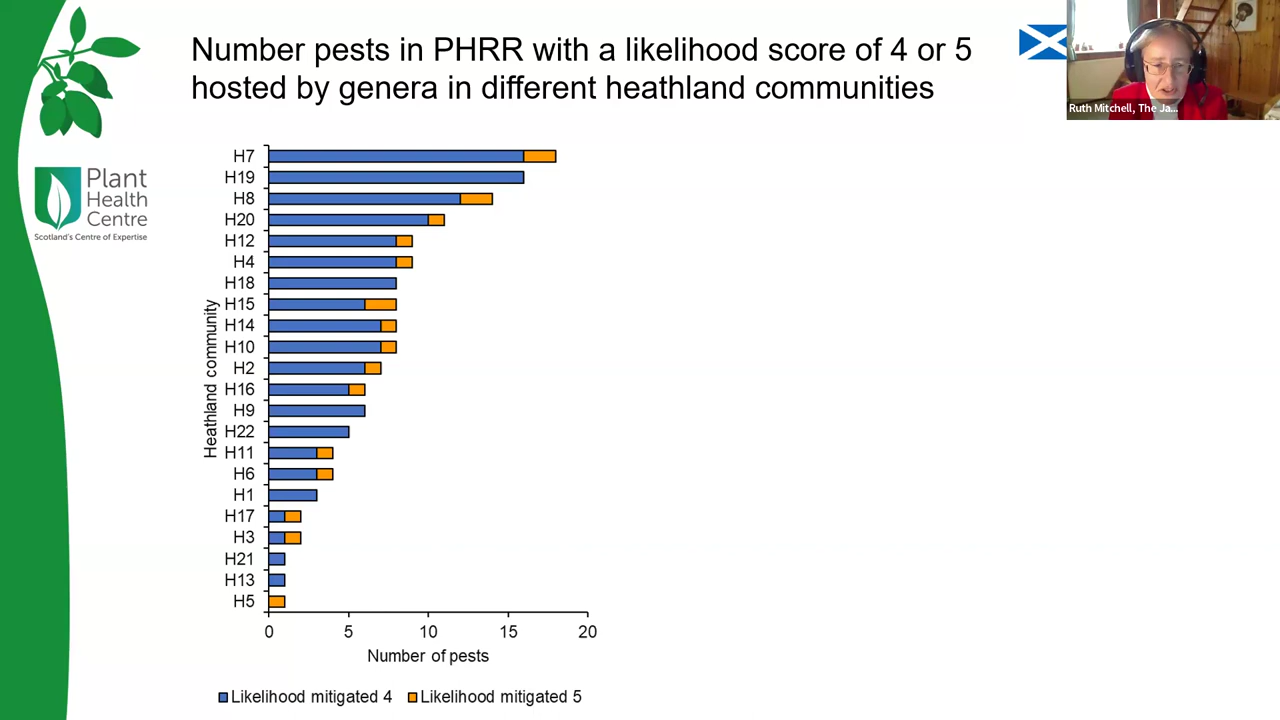 Number pests in PHRR with a likelihood score of 4 or 5
hosted by genera in different heathland communities
Ruth Mitchell, The Ja...
Plant
Health
Centre
Scotland's Centre of Expertise
Heathland community
H7
H19
H8
H20
H12
H4
H18
H15
H14
H10
H2
H16
H9
H22
H11
H6
H1
H17
H3
H21
H13
H5
0 5 10 15 20
Number of pests
Likelihood mitigated 4 Likelihood mitigated 5